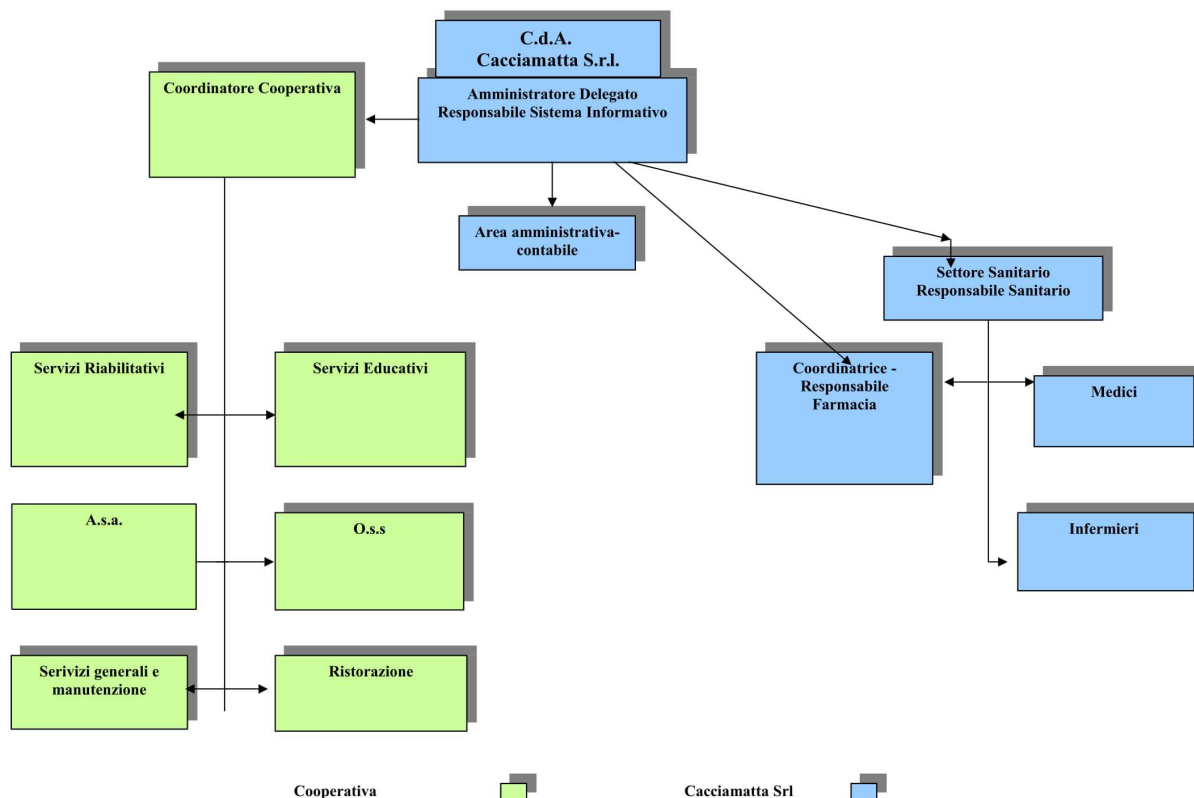 C.d.A.
Cacciamatta S.r.l.
Coordinatore Cooperativa
Amministratore Delegato
Responsabile Sistema Informativo
Area amministrativa-
contabile
Settore Sanitario
Responsabile Sanitario
Servizi Riabilitativi
Servizi Educativi
Coordinatrice -
Responsabile
Farmacia
Medici
A.s.a.
O.s.s
Infermieri
Serivizi generali e
manutenzione
Ristorazione
Cooperativa
Cacciamatta Srl